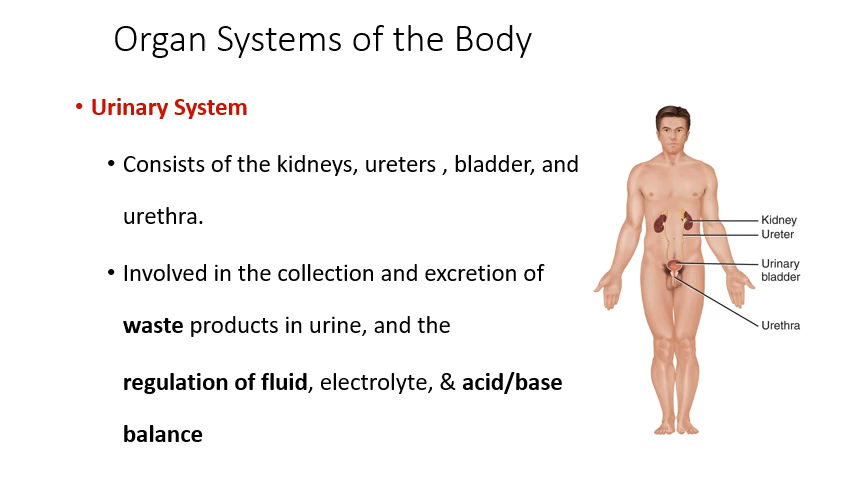 Organ Systems of the Body
• Urinary System
• Consists of the kidneys, ureters , bladder, and
urethra.
• Involved in the collection and excretion of
waste products in urine, and the
regulation of fluid, electrolyte, & acid/base
balance
Kidney
Ureter
Urinary
bladder
Urethra